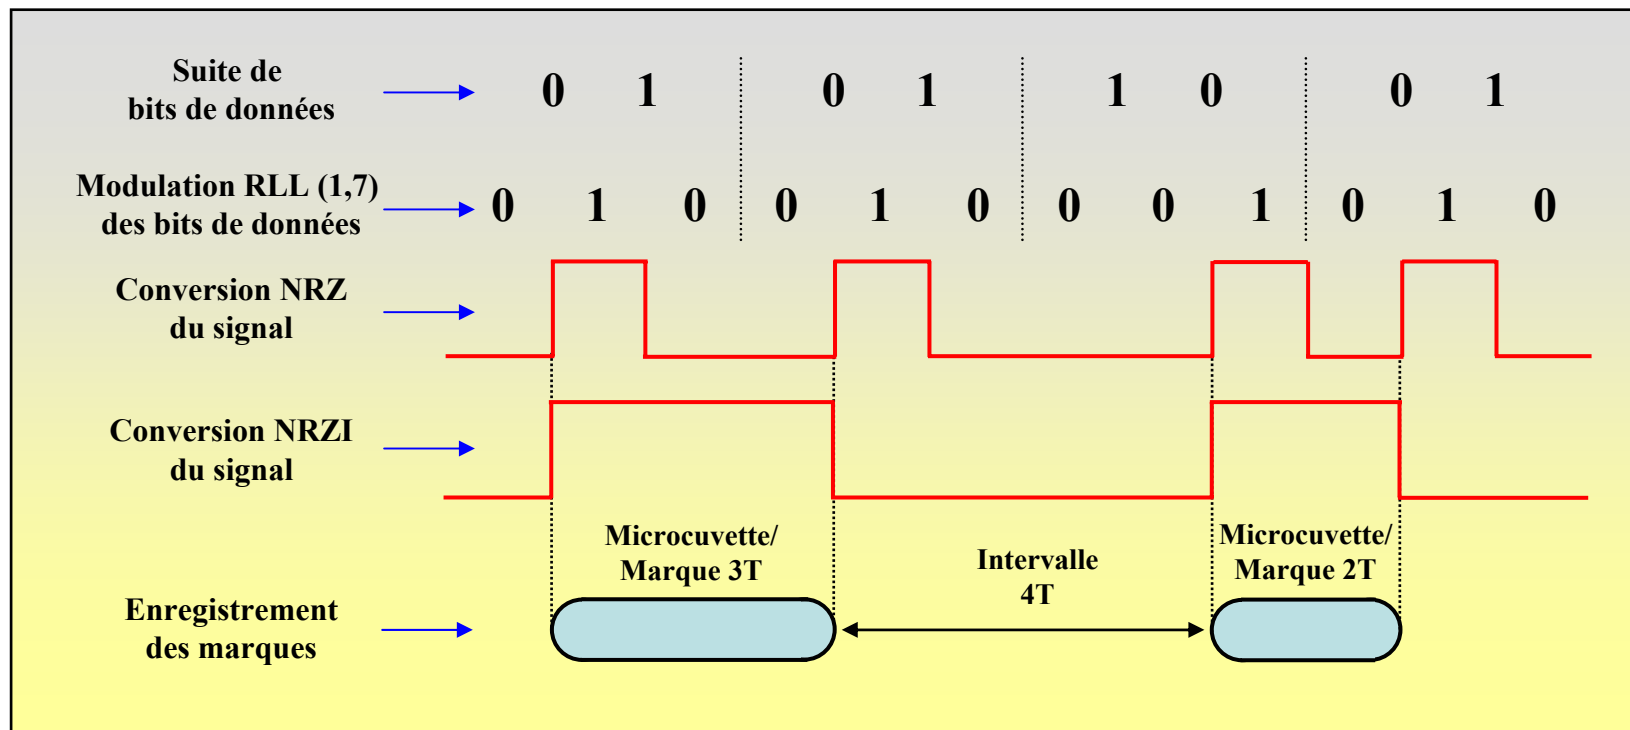 Suite de
bits de données
0 1 0 1 1 0 0 1
Modulation RLL (1,7)
des bits de données
0 1 0 0 1 0 0 0 1 0 1 0
Conversion NRZ
du signal
Conversion NRZI
du signal
Microcuvette/
Marque 3T
Intervalle
4T
Microcuvette/
Marque 2T
Enregistrement
des marques